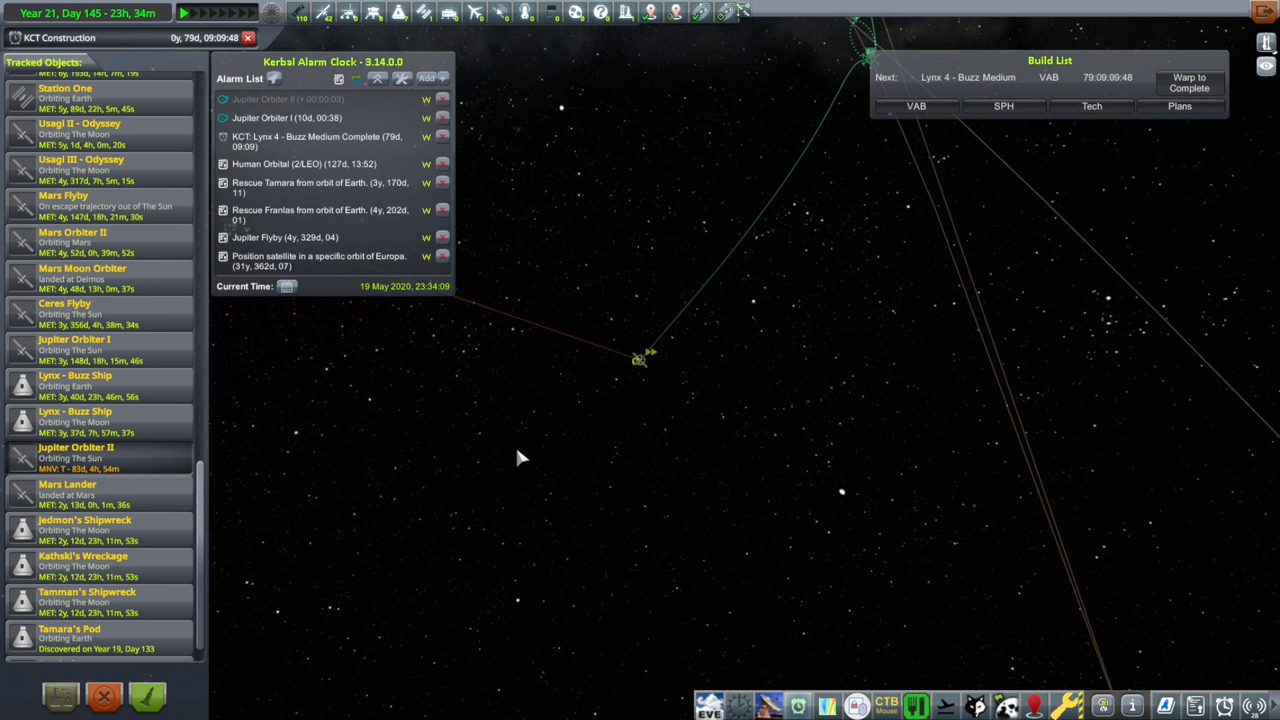 Year 21, Day 145 - 23h, 34m
110
42
KCT Construction
0y, 79d, 09:09:48
Tracked Objects:
MET: 6y, 193d, 14h, 7m, 19s
Station One
Orbiting Earth
MET: 5y, 89d, 22h, 5m, 45s
Usagi II - Odyssey
Orbiting The Moon
MET: 5y, 1d, 4h, 0m, 20s
Usagi III - Odyssey
Orbiting The Moon
MET: 4y, 317d, 7h, 5m, 15s
Mars Flyby
On escape trajectory out of The Sun
MET: 4y, 147d, 18h, 21m, 30s
Mars Orbiter II
Orbiting Mars
MET: 4y, 52d, 0h, 39m, 52s
Mars Moon Orbiter
landed at Deimos
MET: 4y, 48d, 13h, 0m, 37s
Ceres Flyby
Orbiting The Sun
MET: 3y, 356d, 4h, 38m, 34s
Jupiter Orbiter I
Orbiting The Sun
MET: 3y, 148d, 18h, 15m, 46s
Lynx - Buzz Ship
Orbiting Earth
MET: 3y, 40d, 23h, 46m, 56s
Lynx - Buzz Ship
Orbiting The Moon
MET: 3y, 37d, 7h, 57m, 37s
Jupiter Orbiter II
Orbiting The Sun
MNV: T - 83d, 4h, 54m
Mars Lander
landed at Mars
MET: 2y, 13d, 0h, 1m, 36s
Jedmon's Shipwreck
Orbiting The Moon
MET: 2y, 12d, 23h, 11m, 53s
Kathski's Wreckage
Orbiting The Moon
MET: 2y, 12d, 23h, 11m, 53s
Tamman's Shipwreck
Orbiting The Moon
MET: 2y, 12d, 23h, 11m, 53s
Tamara's Pod
Orbiting Earth
Discovered on Year 19, Day 133
Kerbal Alarm Clock - 3.14.0.0
Alarm List
Add
Jupiter Orbiter II (+ 00:00:03) W
Jupiter Orbiter I (10d, 00:38) W
KCT: Lynx 4 - Buzz Medium Complete (79d, W
09:09)
Human Orbital (2/LEO) (127d, 13:52) W
Rescue Tamara from orbit of Earth. (3y, 170d, W
11)
Rescue Franlas from orbit of Earth. (4y, 202d, W
01)
Jupiter Flyby (4y, 329d, 04) W
Position satellite in a specific orbit of Europa. W
(31y, 362d, 07)
Current Time:
19 May 2020, 23:34:09
Build List
Next: Lynx 4 - Buzz Medium VAB 79:09:09:48
Warp to
Complete
VAB SPH Tech Plans
EVE
CTB
Mouse
28